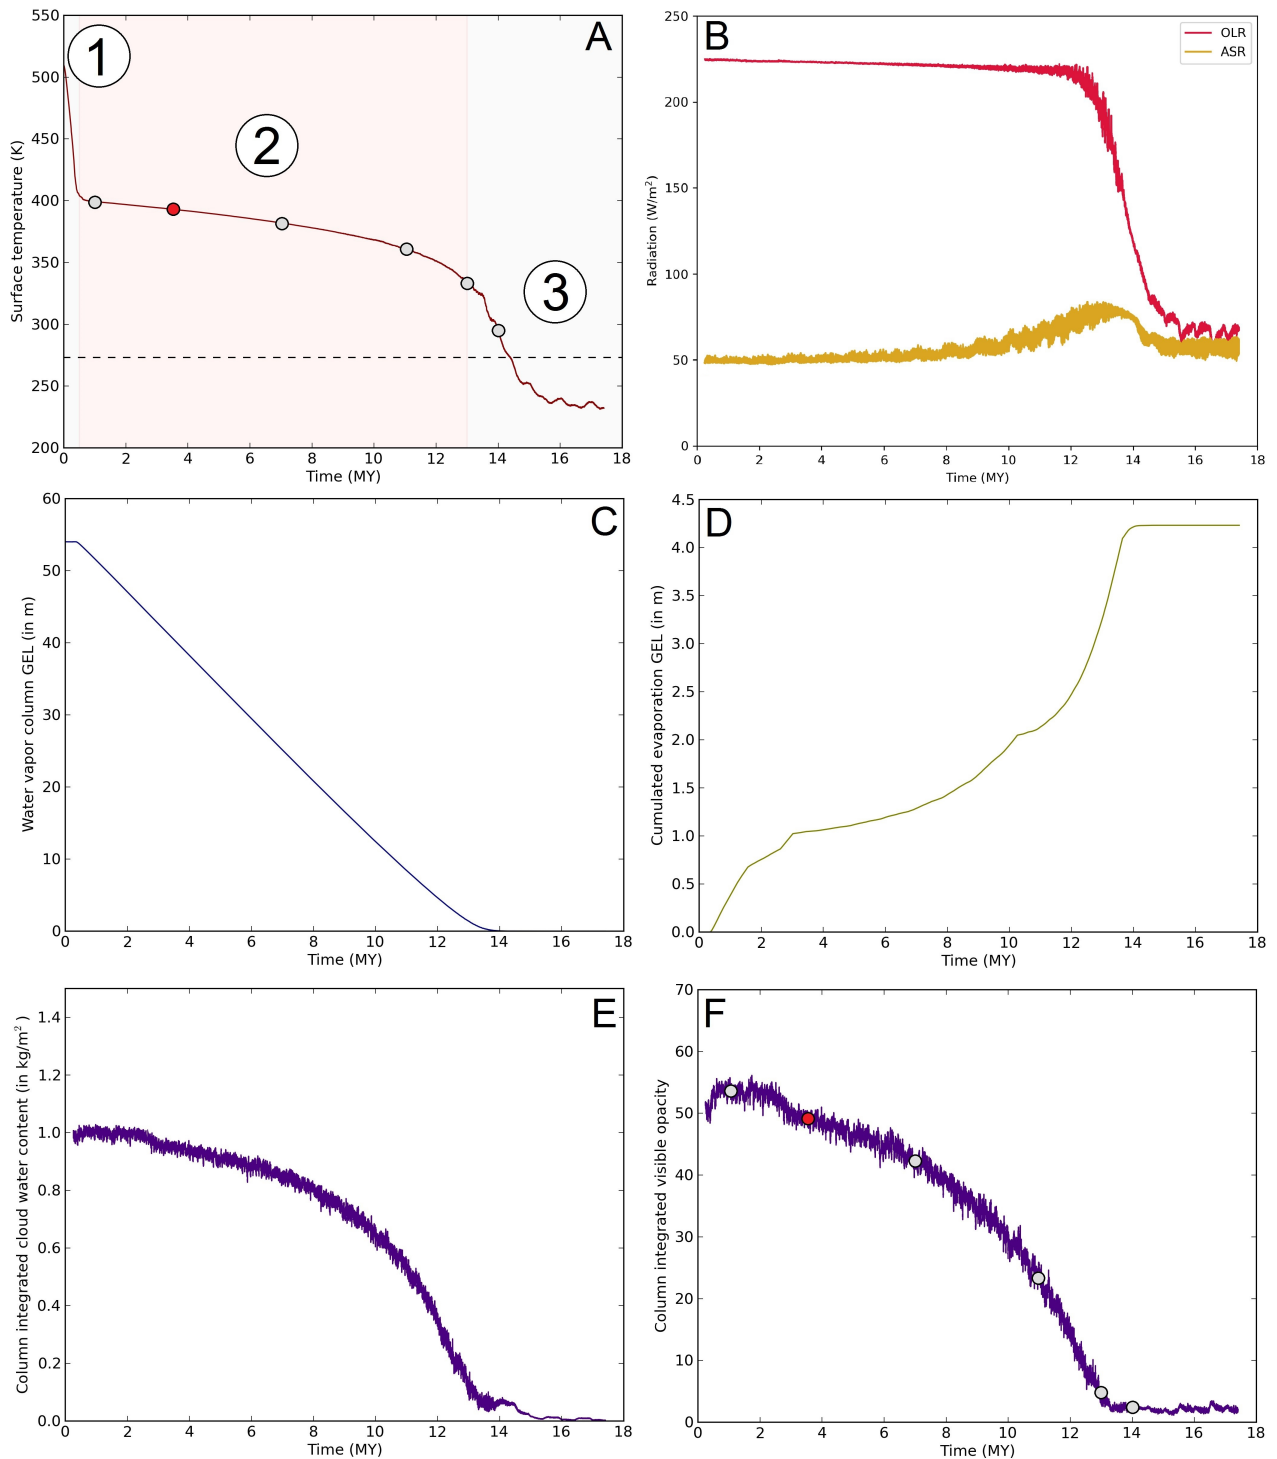 550
500
450
400
350
300
250
200
0 2 4 6 8 10 12 14 16 18
Time (MY)
Surface temperature (K)
A
1
2
3
250
200
150
100
50
0
0 2 4 6 8 10 12 14 16 18
Time (MY)
Radiation (W/m²)
B
OLR
ASR
60
50
40
30
20
10
0
0 2 4 6 8 10 12 14 16 18
Time (MY)
Water vapor column GEL (in m)
C
4.5
4.0
3.5
3.0
2.5
2.0
1.5
1.0
0.5
0.0
0 2 4 6 8 10 12 14 16 18
Time (MY)
Cumulated evaporation GEL (in m)
D
1.4
1.2
1.0
0.8
0.6
0.4
0.2
0.0
0 2 4 6 8 10 12 14 16 18
Time (MY)
Column integrated cloud water content (in kg/m² )
E
70
60
50
40
30
20
10
0
0 2 4 6 8 10 12 14 16 18
Time (MY)
Column integrated visible opacity
F